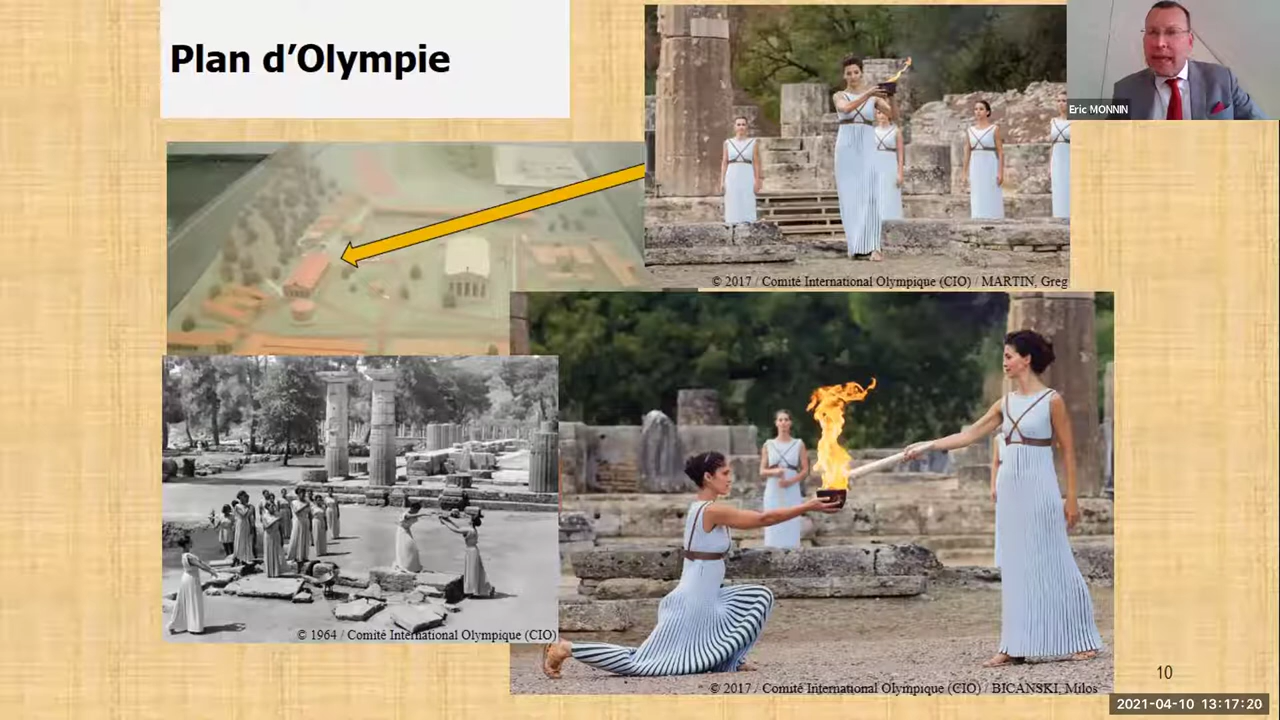 Plan d’Olympie
Eric MONNIN
© 2017 / Comité International Olympique (CIO) / MARTIN, Greg
© 1964 / Comité International Olympique (CIO)
© 2017 / Comité International Olympique (CIO) / BICANSKI, Milos
10
2021-04-10 13:17:20